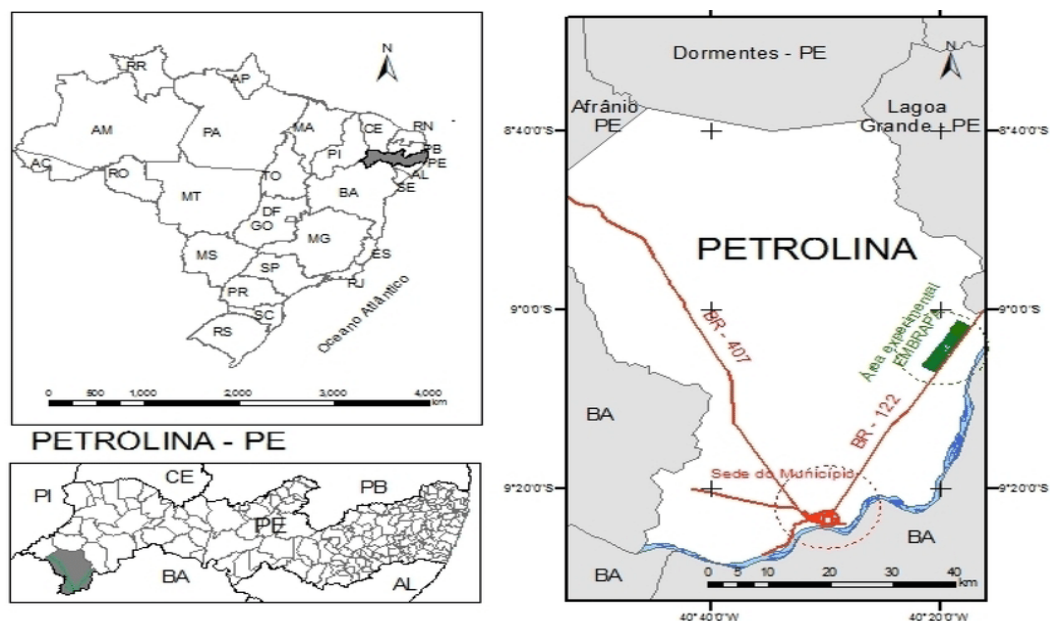 N
RR
AP
AM
PA
MA
CE
RN
PB
PE
AL
SE
PI
AC
RO
TO
BA
MT
DF
GO
MG
ES
MS
SP
RJ
PR
SC
RS
Oceano Atlântico
0 500 1,000 2,000 3,000 4,000
km
PETROLINA - PE
PI
CE
PB
PE
BA
AL
Dormentes - PE
N
Afrânio
PE
Lagoa
Grande - PE
8°40'0"S
8°40'0"S
PETROLINA
9°0'0"S
9°0'0"S
BR - 407
Área experimental
EMBRAPA
BA
BR - 122
Sede do Município
9°20'0"S
9°20'0"S
BA
BA
0 5 10 20 30 40
km
40°40'0"W
40°20'0"W